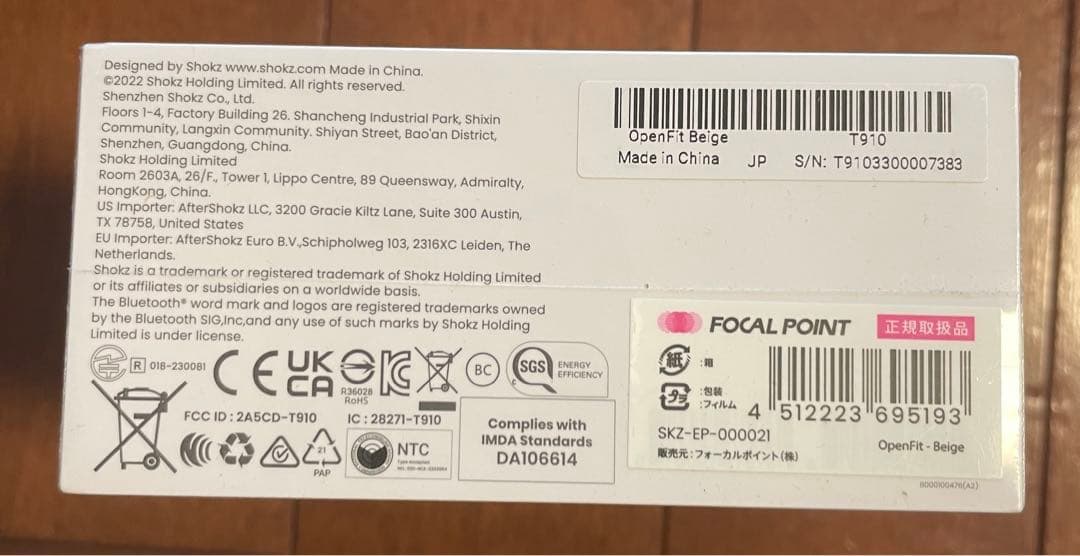 Designed by Shokz www.shokz.com Made in China.
©2022 Shokz Holding Limited. All rights reserved.
Shenzhen Shokz Co., Ltd.
Floors 1-4, Factory Building 26. Shancheng Industrial Park, Shixin
Community, Langxin Community. Shiyan Street, Bao'an District,
Shenzhen, Guangdong, China.
Shokz Holding Limited
Room 2603A, 26/F., Tower 1, Lippo Centre, 89 Queensway, Admiralty,
HongKong, China.
US Importer: AfterShokz LLC, 3200 Gracie Kiltz Lane, Suite 300 Austin,
TX 78758, United States
EU Importer: AfterShokz Euro B.V.,Schipholweg 103, 2316XC Leiden, The
Netherlands.
Shokz is a trademark or registered trademark of Shokz Holding Limited
or its affiliates or subsidiaries on a worldwide basis.
The Bluetooth® word mark and logos are registered trademarks owned
by the Bluetooth SIG,Inc,and any use of such marks by Shokz Holding
Limited is under license.
R 018-230081
CE
UK
CA
R36028
RoHS
KC
BC
SGS
ENERGY
EFFICIENCY
FCC ID : 2A5CD-T910
IC : 28271-T910
21
PAP
NTC
Complies with
IMDA Standards
DA106614
OpenFit Beige T910
Made in China JP S/N: T9103300007383
FOCAL POINT 正規取扱品
紙 :箱
プラ :包装
:フィルム
4 512223 695193
SKZ-EP-000021
OpenFit - Beige
販売元:フォーカルポイント(株)
8000100476(A2)